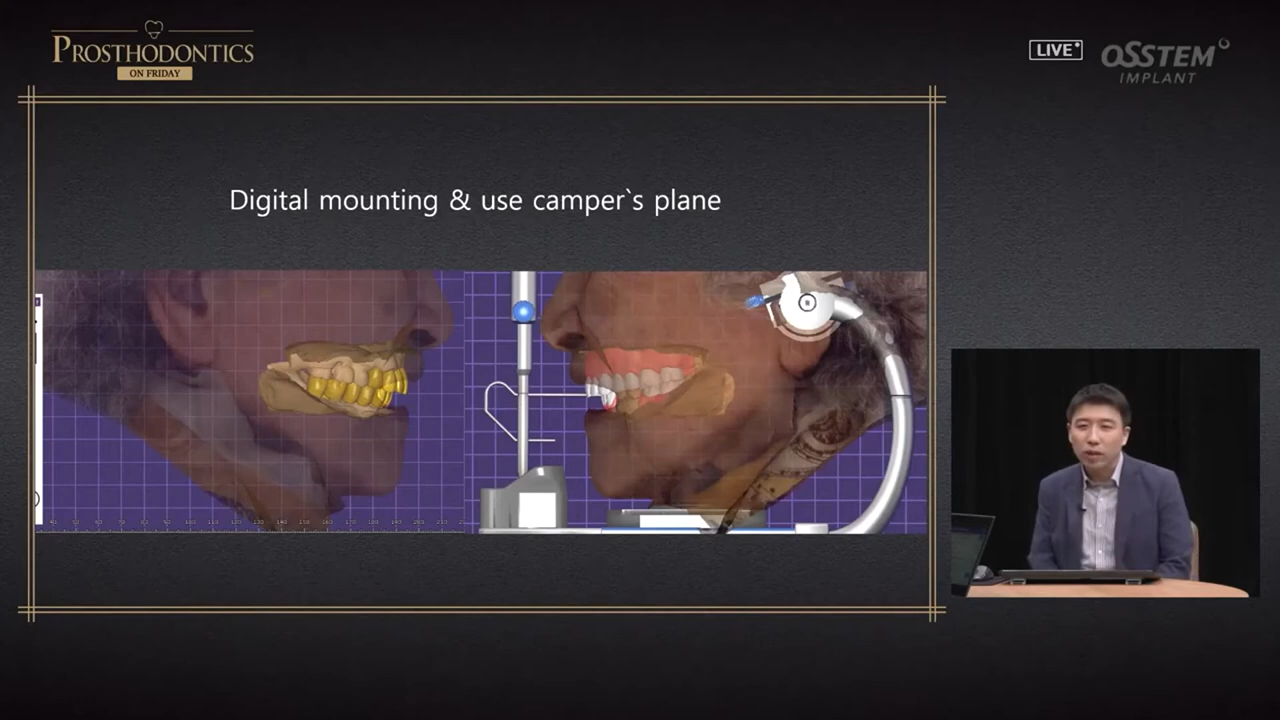 PROSTHODONTICS
ON FRIDAY
LIVE
OSSTEM
IMPLANT
Digital mounting & use camper`s plane